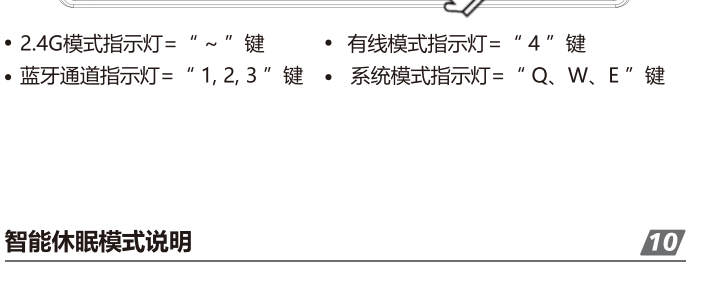 • 2.4G模式指示灯=“ ~ ”键 • 有线模式指示灯=“ 4 ”键
• 蓝牙通道指示灯=“ 1, 2, 3 ”键 • 系统模式指示灯=“ Q、W、E ”键
智能休眠模式说明 10